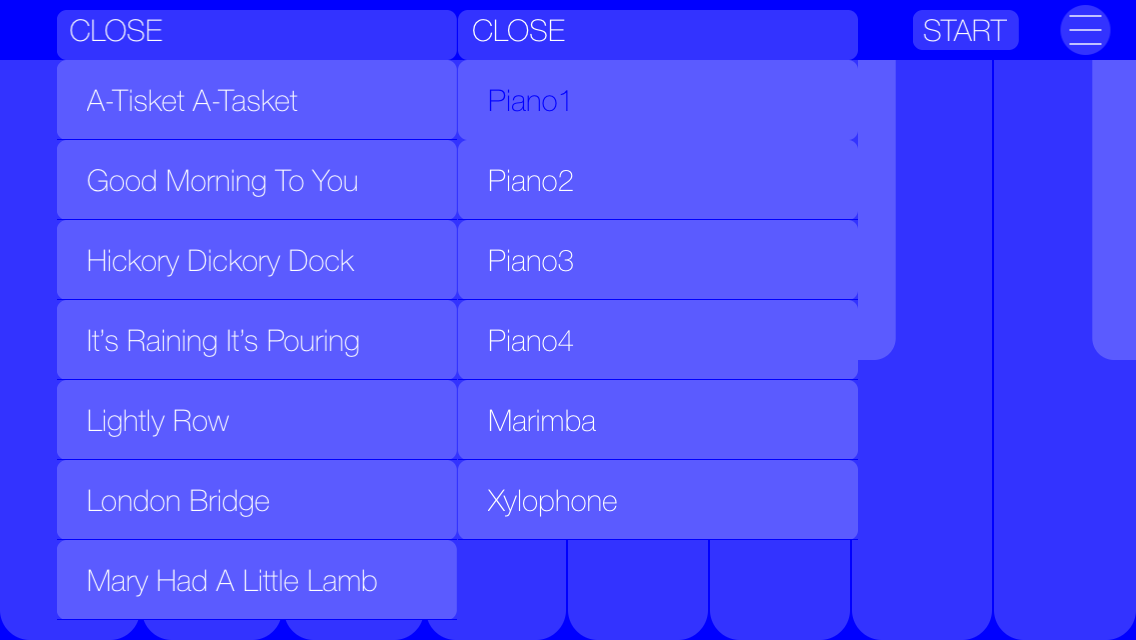 CLOSE
CLOSE
START
A-Tisket A-Tasket
Piano1
Good Morning To You
Piano2
Hickory Dickory Dock
Piano3
It’s Raining It’s Pouring
Piano4
Lightly Row
Marimba
London Bridge
Xylophone
Mary Had A Little Lamb